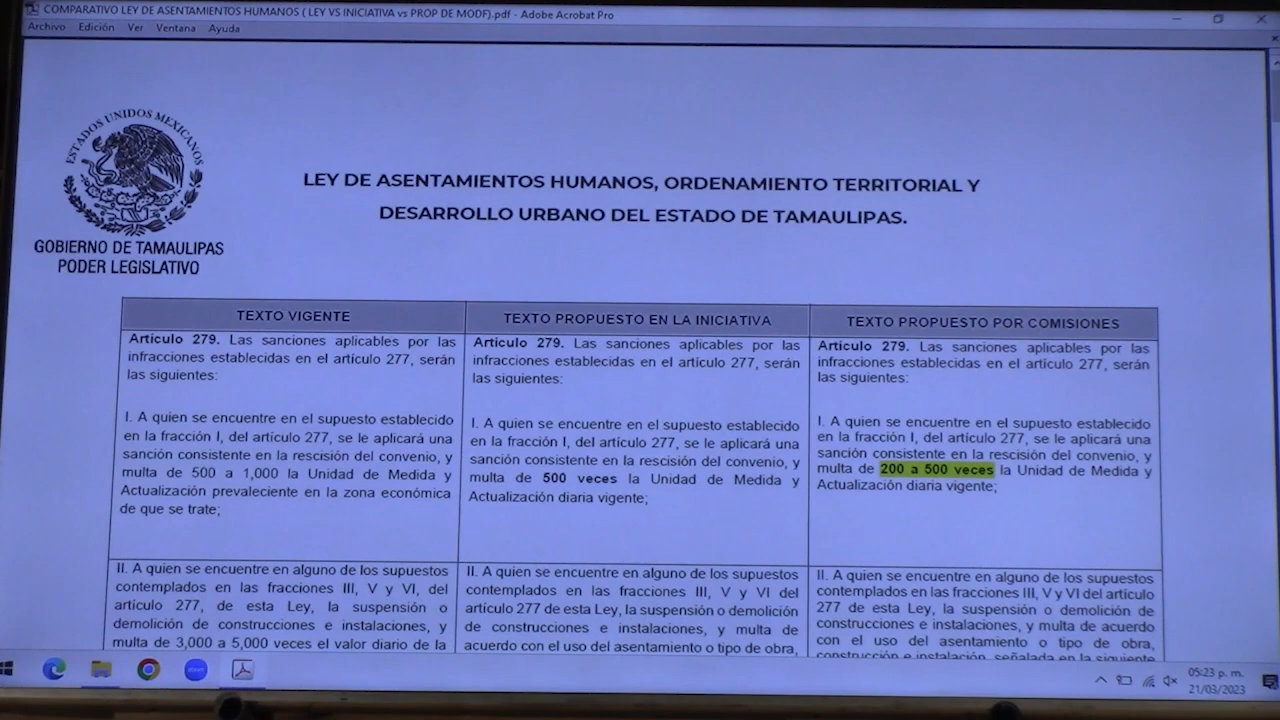 COMPARATIVO LEY DE ASENTAMIENTOS HUMANOS ( LEY VS INICIATIVA vs PROP DE MODF).pdf - Adobe Acrobat Pro
Archivo Edición Ver Ventana Ayuda
ESTADOS UNIDOS MEXICANOS
GOBIERNO DE TAMAULIPAS
PODER LEGISLATIVO
LEY DE ASENTAMIENTOS HUMANOS, ORDENAMIENTO TERRITORIAL Y
DESARROLLO URBANO DEL ESTADO DE TAMAULIPAS.
TEXTO VIGENTE
Artículo 279. Las sanciones aplicables por las
infracciones establecidas en el artículo 277, serán
las siguientes:
I. A quien se encuentre en el supuesto establecido
en la fracción I, del artículo 277, se le aplicará una
sanción consistente en la rescisión del convenio, y
multa de 500 a 1,000 la Unidad de Medida y
Actualización prevaleciente en la zona económica
de que se trate;
II. A quien se encuentre en alguno de los supuestos
contemplados en las fracciones III, V y VI, del
artículo 277, de esta Ley, la suspensión o
demolición de construcciones e instalaciones, y
multa de 3,000 a 5,000 veces el valor diario de la
TEXTO PROPUESTO EN LA INICIATIVA
Artículo 279. Las sanciones aplicables por las
infracciones establecidas en el artículo 277, serán
las siguientes:
I. A quien se encuentre en el supuesto establecido
en la fracción I, del artículo 277, se le aplicará una
sanción consistente en la rescisión del convenio, y
multa de 500 veces la Unidad de Medida y
Actualización diaria vigente;
II. A quien se encuentre en alguno de los supuestos
contemplados en las fracciones III, V y VI del
artículo 277 de esta Ley, la suspensión o demolición
de construcciones e instalaciones, y multa de
acuerdo con el uso del asentamiento o tipo de obra,
TEXTO PROPUESTO POR COMISIONES
Artículo 279. Las sanciones aplicables por las
infracciones establecidas en el artículo 277, serán
las siguientes:
I. A quien se encuentre en el supuesto establecido
en la fracción I, del artículo 277, se le aplicará una
sanción consistente en la rescisión del convenio, y
multa de 200 a 500 veces la Unidad de Medida y
Actualización diaria vigente;
II. A quien se encuentre en alguno de los supuestos
contemplados en las fracciones III, V y VI del artículo
277 de esta Ley, la suspensión o demolición de
construcciones e instalaciones, y multa de acuerdo
con el uso del asentamiento o tipo de obra,
construcción e instalación, señalada en la siguiente
zoom
05:23 p. m.
21/03/2023